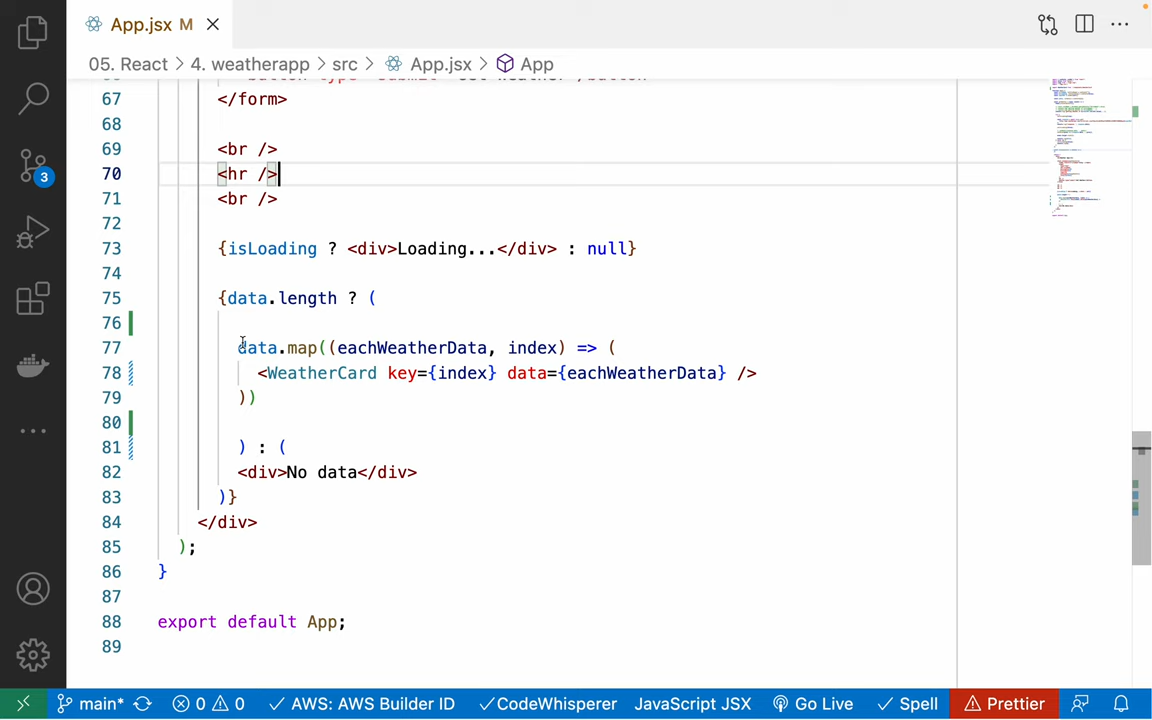 App.jsx M
05. React > 4. weatherapp > src > App.jsx > App
67 </form>
68
69 <br />
70 <hr />
71 <br />
72
73 {isLoading ? <div>Loading...</div> : null}
74
75 {data.length ? (
76
77 data.map((eachWeatherData, index) => (
78 <WeatherCard key={index} data={eachWeatherData} />
79 ))
80
81 ) : (
82 <div>No data</div>
83 )}
84 </div>
85 );
86 }
87
88 export default App;
89
3
main* 0 0 AWS: AWS Builder ID CodeWhisperer JavaScript JSX Go Live Spell Prettier